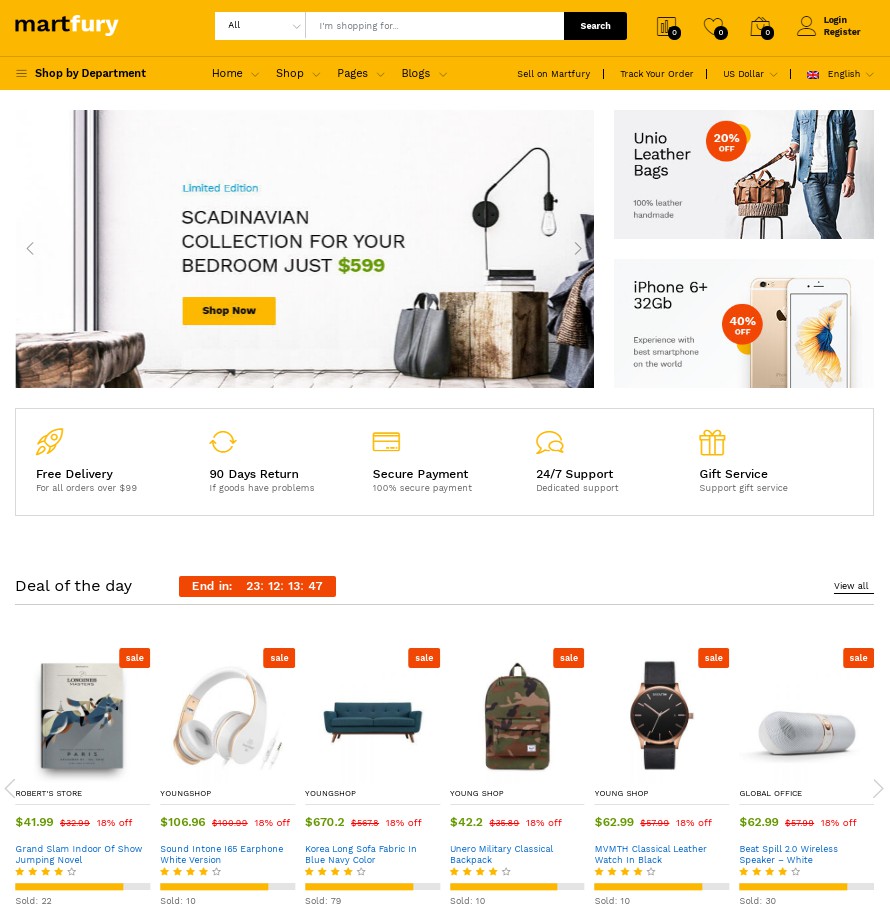 martfury
All
I'm shopping for...
Search
0
0
0
Login
Register
Shop by Department
Home
Shop
Pages
Blogs
Sell on Martfury
Track Your Order
US Dollar
English
Limited Edition
SCADINAVIAN
COLLECTION FOR YOUR
BEDROOM JUST $599
Shop Now
Unio
Leather
Bags
20%
OFF
100% leather
handmade
iPhone 6+
32Gb
40%
OFF
Experience with
best smartphone
on the world
Free Delivery
For all orders over $99
90 Days Return
If goods have problems
Secure Payment
100% secure payment
24/7 Support
Dedicated support
Gift Service
Support gift service
Deal of the day
End in: 23: 12: 13: 47
View all
sale
LONGINES
MASTERS
PARIS
ROBERT'S STORE
$41.99 $32.99 18% off
Grand Slam Indoor Of Show
Jumping Novel
Sold: 22
sale
YOUNGSHOP
$106.96 $100.99 18% off
Sound Intone I65 Earphone
White Version
Sold: 10
sale
YOUNGSHOP
$670.2 $567.8 18% off
Korea Long Sofa Fabric In
Blue Navy Color
Sold: 79
sale
YOUNG SHOP
$42.2 $35.89 18% off
Unero Military Classical
Backpack
Sold: 10
sale
YOUNG SHOP
$62.99 $57.99 18% off
MVMTH Classical Leather
Watch In Black
Sold: 10
sale
GLOBAL OFFICE
$62.99 $57.99 18% off
Beat Spill 2.0 Wireless
Speaker – White
Sold: 30